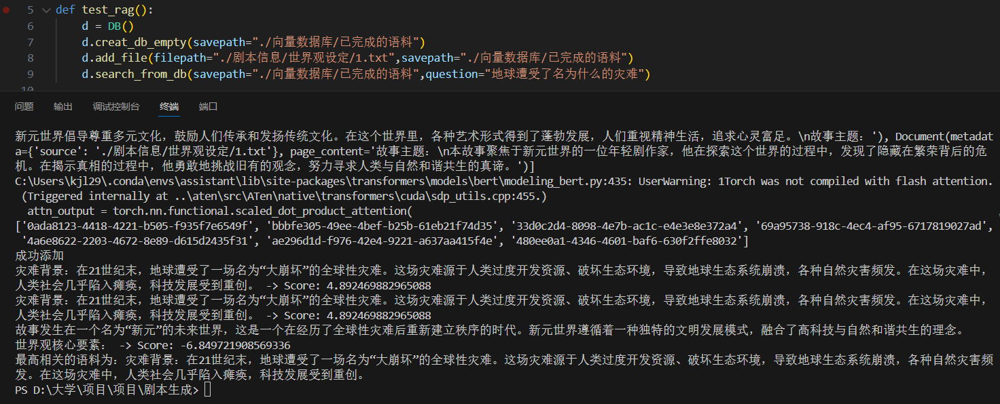 5 def test_rag():
6 d = DB()
7 d.creat_db_empty(savepath="./向量数据库/已完成的语料")
8 d.add_file(filepath="./剧本信息/世界观设定/1.txt",savepath="./向量数据库/已完成的语料")
9 d.search_from_db(savepath="./向量数据库/已完成的语料",question="地球遭受了名为什么的灾难")
10
问题 输出 调试控制台 终端 端口
新元世界倡导尊重多元文化，鼓励人们传承和发扬传统文化。在这个世界里，各种艺术形式得到了蓬勃发展，人们重视精神生活，追求心灵富足。\n故事主题：'), Document(metadat
a={'source': './剧本信息/世界观设定/1.txt'}, page_content='故事主题：\n本故事聚焦于新元世界的一位年轻剧作家，他在探索这个世界的过程中，发现了隐藏在繁荣背后的危
机。在揭示真相的过程中，他勇敢地挑战旧有的观念，努力寻求人类与自然和谐共生的真谛。')]
C:\Users\kjl29\.conda\envs\assistant\lib\site-packages\transformers\models\bert\modeling_bert.py:435: UserWarning: 1Torch was not compiled with flash attention.
(Triggered internally at ..\aten\src\ATen\native\transformers\cuda\sdp_utils.cpp:455.)
attn_output = torch.nn.functional.scaled_dot_product_attention(
['0ada8123-4418-4221-b505-f935f7e6549f', 'bbbfe305-49ee-4bef-b25b-61eb21f74d35', '33d0c2d4-8098-4e7b-ac1c-e4e3e8e372a4', '69a95738-918c-4ec4-af95-6717819027ad',
'4a6e8622-2203-4672-8e89-d615d2435f31', 'ae296d1d-f976-42e4-9221-a637aa415f4e', '480ee0a1-4346-4601-baf6-630f2ffe8032']
成功添加
灾难背景：在21世纪末，地球遭受了一场名为“大崩坏”的全球性灾难。这场灾难源于人类过度开发资源、破坏生态环境，导致地球生态系统崩溃，各种自然灾害频发。在这场灾难中，
人类社会几乎陷入瘫痪，科技发展受到重创。 -> Score: 4.892469882965088
灾难背景：在21世纪末，地球遭受了一场名为“大崩坏”的全球性灾难。这场灾难源于人类过度开发资源、破坏生态环境，导致地球生态系统崩溃，各种自然灾害频发。在这场灾难中，
人类社会几乎陷入瘫痪，科技发展受到重创。 -> Score: 4.892469882965088
故事发生在一个名为“新元”的未来世界，这是一个在经历了全球性灾难后重新建立秩序的时代。新元世界遵循着一种独特的文明发展模式，融合了高科技与自然和谐共生的理念。
世界观核心要素： -> Score: -6.849721908569336
最高相关的语料为：灾难背景：在21世纪末，地球遭受了一场名为“大崩坏”的全球性灾难。这场灾难源于人类过度开发资源、破坏生态环境，导致地球生态系统崩溃，各种自然灾害频
发。在这场灾难中，人类社会几乎陷入瘫痪，科技发展受到重创。
PS D:\大学\项目\项目\剧本生成>